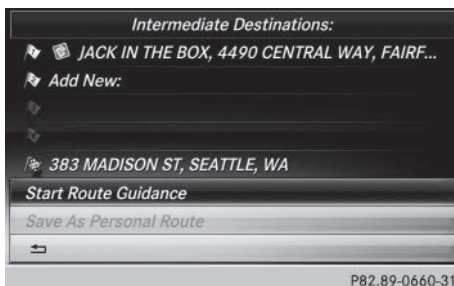 Intermediate Destinations:
JACK IN THE BOX, 4490 CENTRAL WAY, FAIRF...
Add New:
383 MADISON ST, SEATTLE, WA
Start Route Guidance
Save As Personal Route
P82.89-0660-31